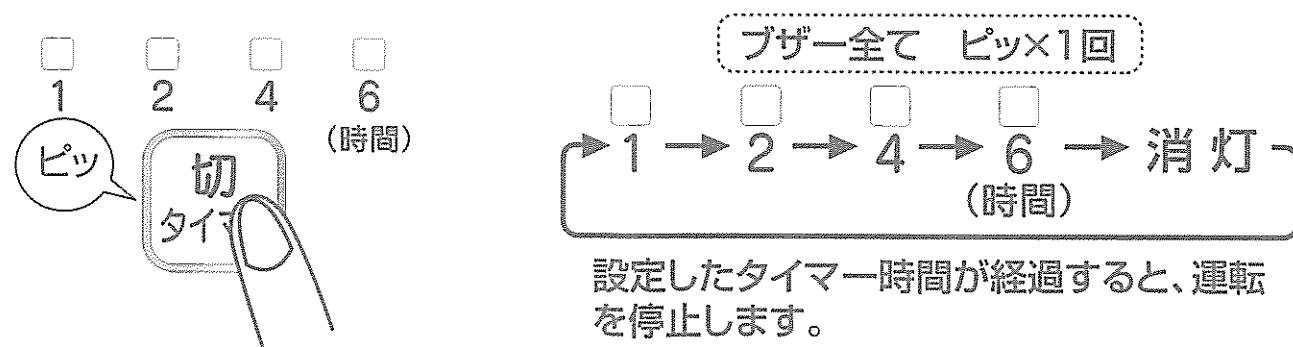 1 2 4 6
(時間)
ピッ
切
タイマ
ブザー全て ピッ×1回
1 → 2 → 4 → 6 → 消灯
(時間)
設定したタイマー時間が経過すると、運転
を停止します。